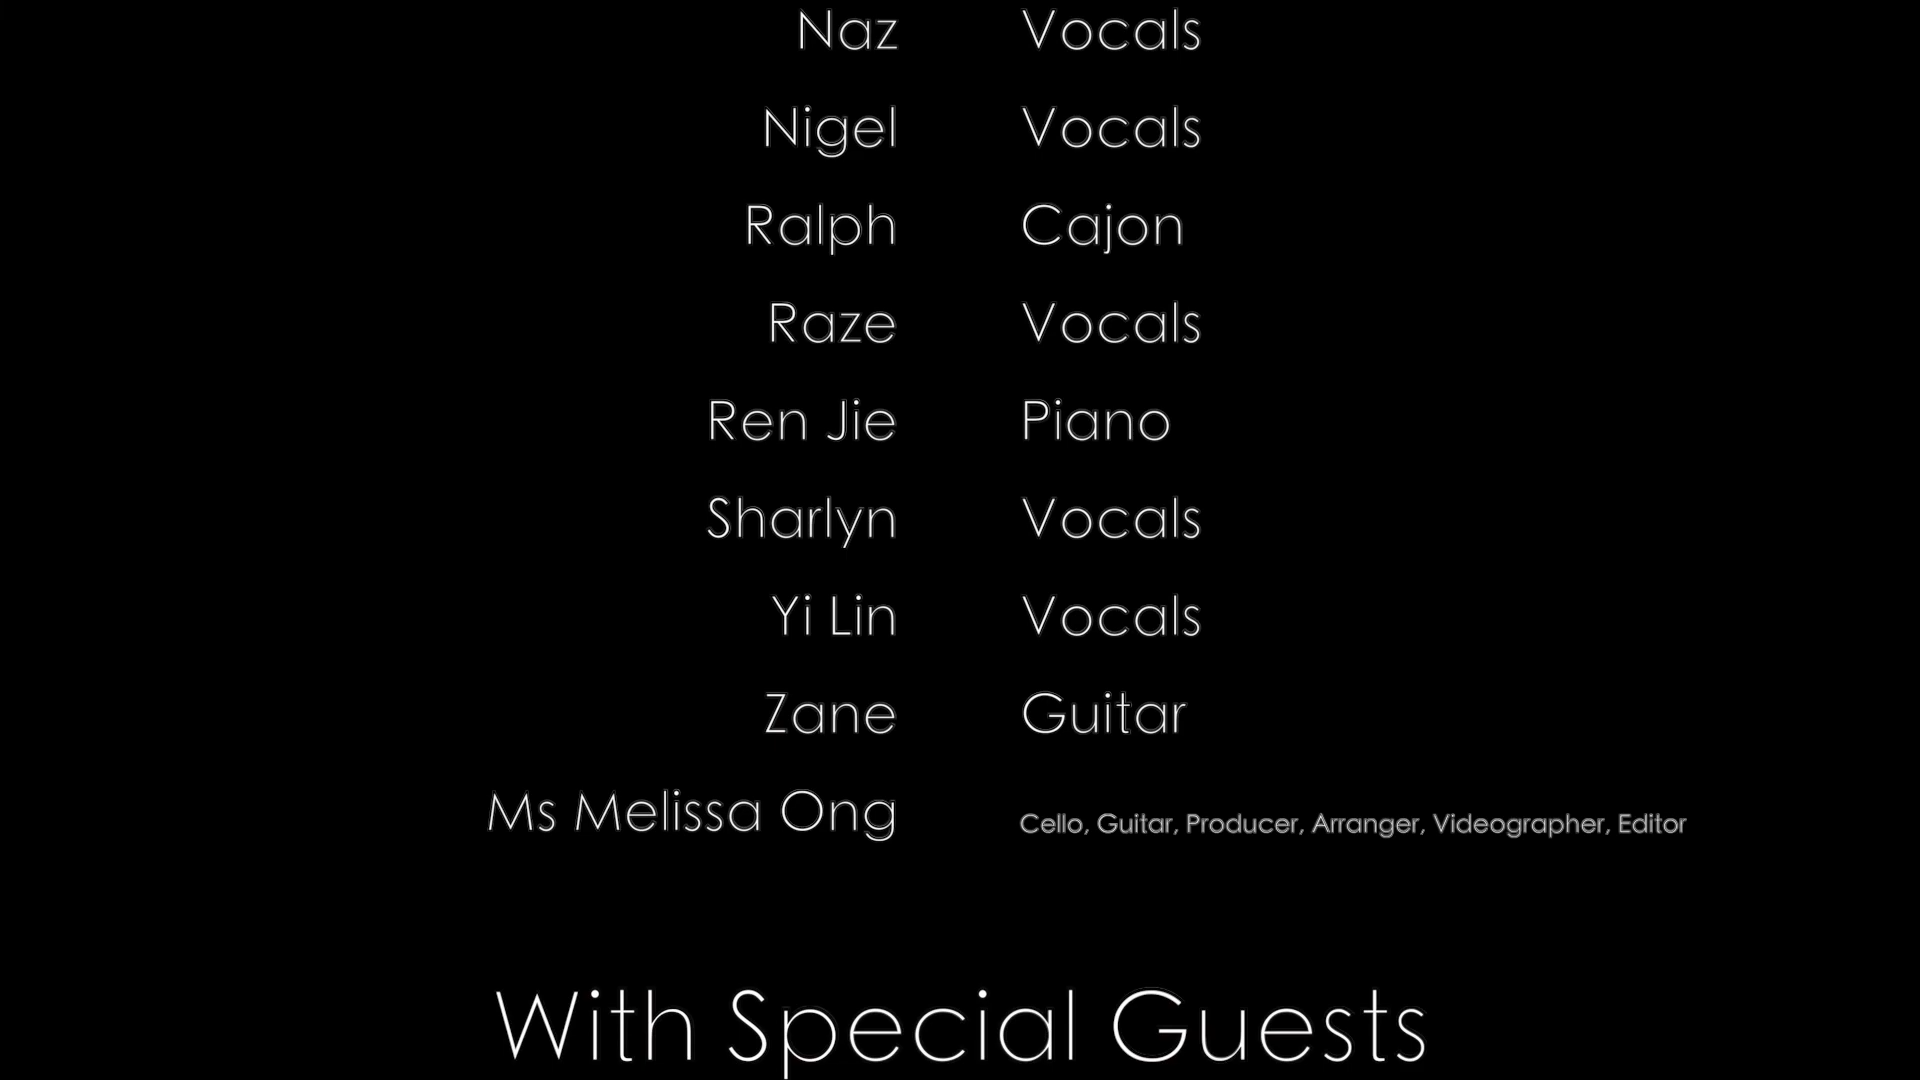 Naz Vocals
Nigel Vocals
Ralph Cajon
Raze Vocals
Ren Jie Piano
Sharlyn Vocals
Yi Lin Vocals
Zane Guitar
Ms Melissa Ong Cello, Guitar, Producer, Arranger, Videographer, Editor
With Special Guests